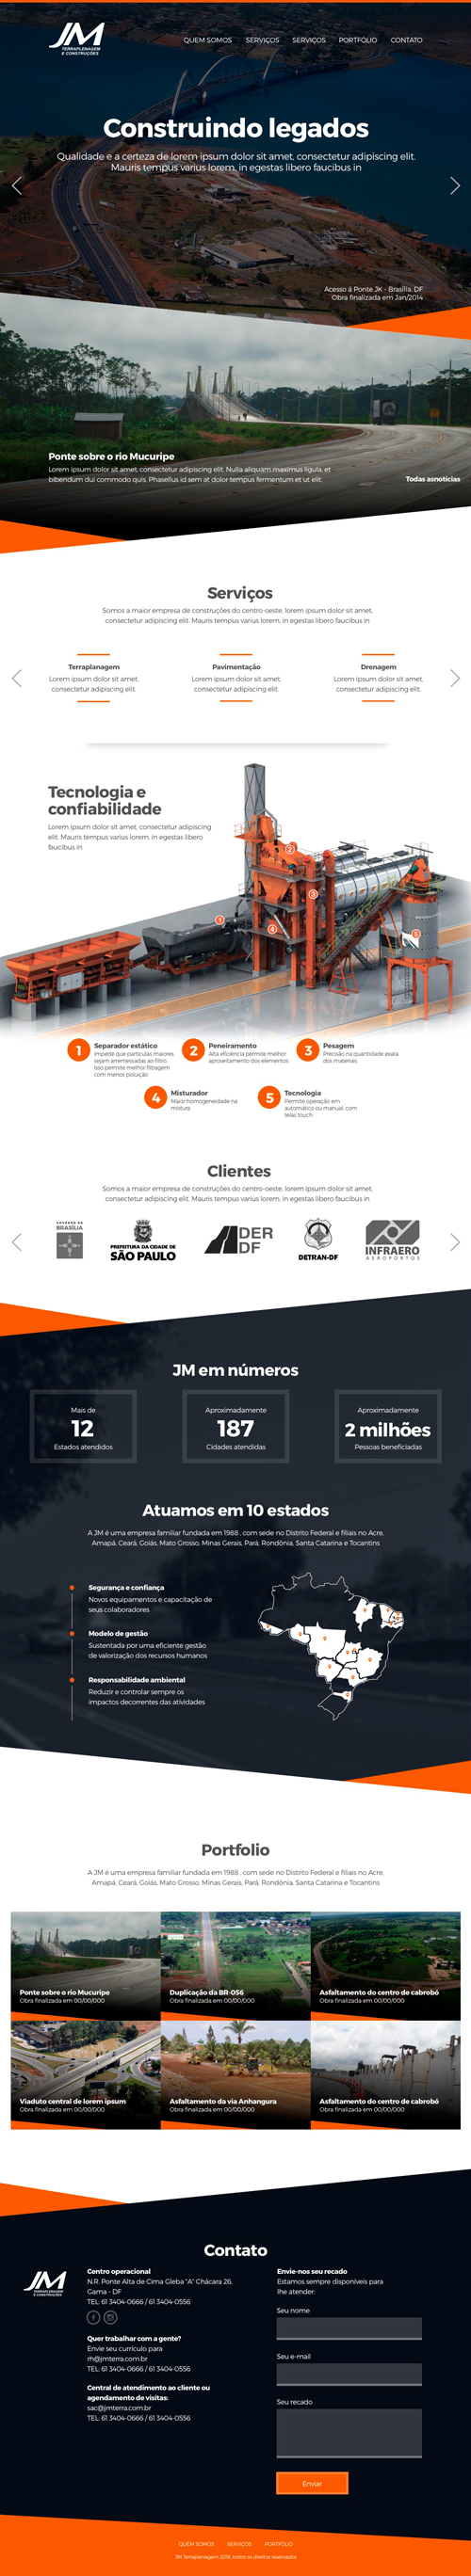 JM
TERRAPLENAGEM
E CONSTRUÇÕES
QUEM SOMOS SERVIÇOS SERVIÇOS PORTFÓLIO CONTATO
Construindo legados
Qualidade e a certeza de lorem ipsum dolor sit amet, consectetur adipiscing elit.
Mauris tempus varius lorem, in egestas libero faucibus in
Acesso á Ponte JK - Brasília, DF
Obra finalizada em Jan/2014
Ponte sobre o rio Mucuripe
Lorem ipsum dolor sit amet, consectetur adipiscing elit. Nulla aliquam maximus ligula, et
bibendum dui commodo quis. Phasellus id sem at dolor tempus fermentum et ut elit.
Todas asnotícias
Serviços
Somos a maior empresa de construções do centro-oeste, lorem ipsum dolor sit amet,
consectetur adipiscing elit. Mauris tempus varius lorem, in egestas libero faucibus in
Terraplanagem
Lorem ipsum dolor sit amet,
consectetur adipiscing elit.
Pavimentação
Lorem ipsum dolor sit amet,
consectetur adipiscing elit.
Drenagem
Lorem ipsum dolor sit amet,
consectetur adipiscing elit.
Tecnologia e
confiabilidade
Lorem ipsum dolor sit amet, consectetur adipiscing
elit. Mauris tempus varius lorem, in egestas libero
faucibus in
2
3
1
4
5
1
Separador estático
Impede que partículas maiores
sejam arremessadas ao filtro.
Isso permite melhor filtragem
com menos poluição
2
Peneiramento
Alta eficiência permite melhor
aproveitamento dos elementos
3
Pesagem
Precisão na quantidade exata
dos materiais
4
Misturador
Maior homogeneidade na
mistura
5
Tecnologia
Permite operação em
automático ou manual, com
telas touch
Clientes
Somos a maior empresa de construções do centro-oeste, lorem ipsum dolor sit amet,
consectetur adipiscing elit. Mauris tempus varius lorem, in egestas libero faucibus in
GOVERNO DE
BRASÍLIA
PREFEITURA DA CIDADE DE
SÃO PAULO
DER
DF
DETRAN-DF
INFRAERO
AEROPORTOS
JM em números
Mais de
12
Estados atendidos
Aproximadamente
187
Cidades atendidas
Aproximadamente
2 milhões
Pessoas beneficiadas
Atuamos em 10 estados
A JM é uma empresa familiar fundada em 1988 , com sede no Distrito Federal e filiais no Acre,
Amapá, Ceará, Goiás, Mato Grosso, Minas Gerais, Pará, Rondônia, Santa Catarina e Tocantins
Segurança e confiança
Novos equipamentos e capacitação de
seus colaboradores
Modelo de gestão
Sustentada por uma eficiente gestão
de valorização dos recursos humanos
Responsabilidade ambiental
Reduzir e controlar sempre os
impactos decorrentes das atividades
Portfolio
A JM é uma empresa familiar fundada em 1988 , com sede no Distrito Federal e filiais no Acre,
Amapá, Ceará, Goiás, Mato Grosso, Minas Gerais, Pará, Rondônia, Santa Catarina e Tocantins
Ponte sobre o rio Mucuripe
Obra finalizada em 00/00/000
Duplicação da BR-056
Obra finalizada em 00/00/000
Asfaltamento do centro de cabrobó
Obra finalizada em 00/00/000
Viaduto central de lorem ipsum
Obra finalizada em 00/00/000
Asfaltamento da via Anhangura
Obra finalizada em 00/00/000
Asfaltamento do centro de cabrobó
Obra finalizada em 00/00/000
Contato
JM
TERRAPLENAGEM
E CONSTRUÇÕES
Centro operacional
N.R. Ponte Alta de Cima Gleba "A" Chácara 26,
Gama - DF
TEL: 61 3404-0666 / 61 3404-0556
Quer trabalhar com a gente?
Envie seu currículo para
rh@jmterra.com.br
TEL: 61 3404-0666 / 61 3404-0556
Central de atendimento ao cliente ou
agendamento de visitas:
sac@jmterra.com.br
TEL: 61 3404-0666 / 61 3404-0556
Envie-nos seu recado
Estamos sempre disponíveis para
lhe atender.
Seu nome
Seu e-mail
Seu recado
Enviar
QUEM SOMOS SERVIÇOS PORTFÓLIO
JM Terraplenagem 2016, todos os direitos reservados